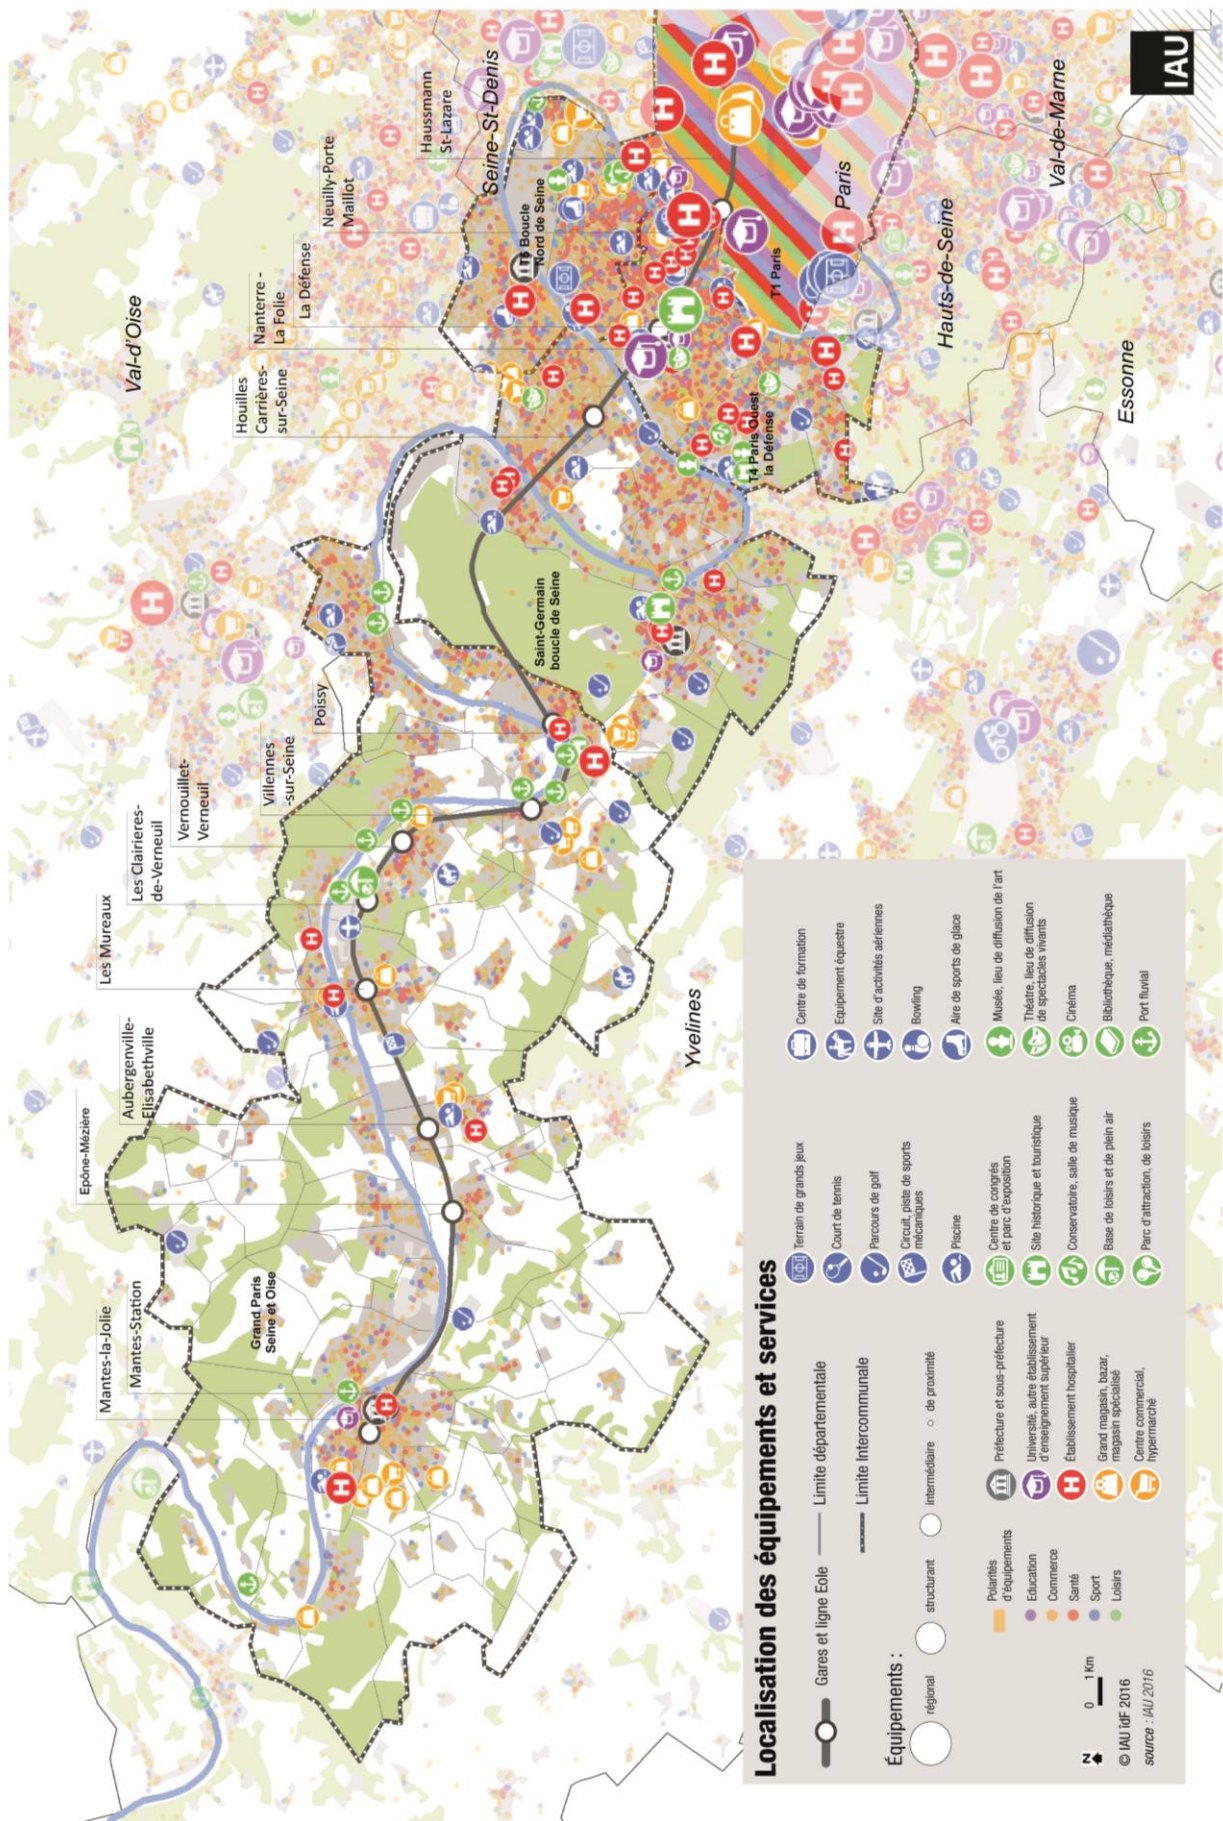 Val-d'Oise
Seine-St-Denis
Haussmann
St-Lazare
Neuilly-Porte
Maillot
La Défense
Nanterre -
La Folie
Houilles
Carrières-
sur-Seine
Poissy
Villennes
-sur-Seine
Vernouillet-
Verneuil
Les Clairieres-
de-Verneuil
Les Mureaux
Aubergenville-
Elisabethville
Epône-Mézière
Mantes-Station
Mantes-la-Jolie
Grand Paris
Seine et Oise
Saint-Germain
boucle de Seine
T5 Boucle
Nord de Seine
T4 Paris Ouest
la Défense
T1 Paris
Paris
Hauts-de-Seine
Val-de-Marne
Essonne
Yvelines
IAU
Localisation des équipements et services
Gares et ligne Eole
Limite départementale
Limite Intercommunale
Équipements :
régional
structurant
intermédiaire
de proximité
Polarités
d'équipements
Education
Commerce
Santé
Sport
Loisirs
Préfecture et sous-préfecture
Université, autre établissement
d'enseignement supérieur
Établissement hospitalier
Grand magasin, bazar,
magasin spécialisé
Centre commercial,
hypermarché
Terrain de grands jeux
Court de tennis
Parcours de golf
Circuit, piste de sports
mécaniques
Piscine
Centre de congrés
et parc d'exposition
Site historique et touristique
Conservatoire, salle de musique
Base de loisirs et de plein air
Parc d'attraction, de loisirs
Centre de formation
Equipement équestre
Site d'activités aériennes
Bowling
Aire de sports de glace
Musée, lieu de diffusion de l'art
Théatre, lieu de diffusion
de spectacles vivants
Cinéma
Bibliothèque, médiathèque
Port fluvial
N
0 1 Km
© IAU îdF 2016
source : IAU 2016